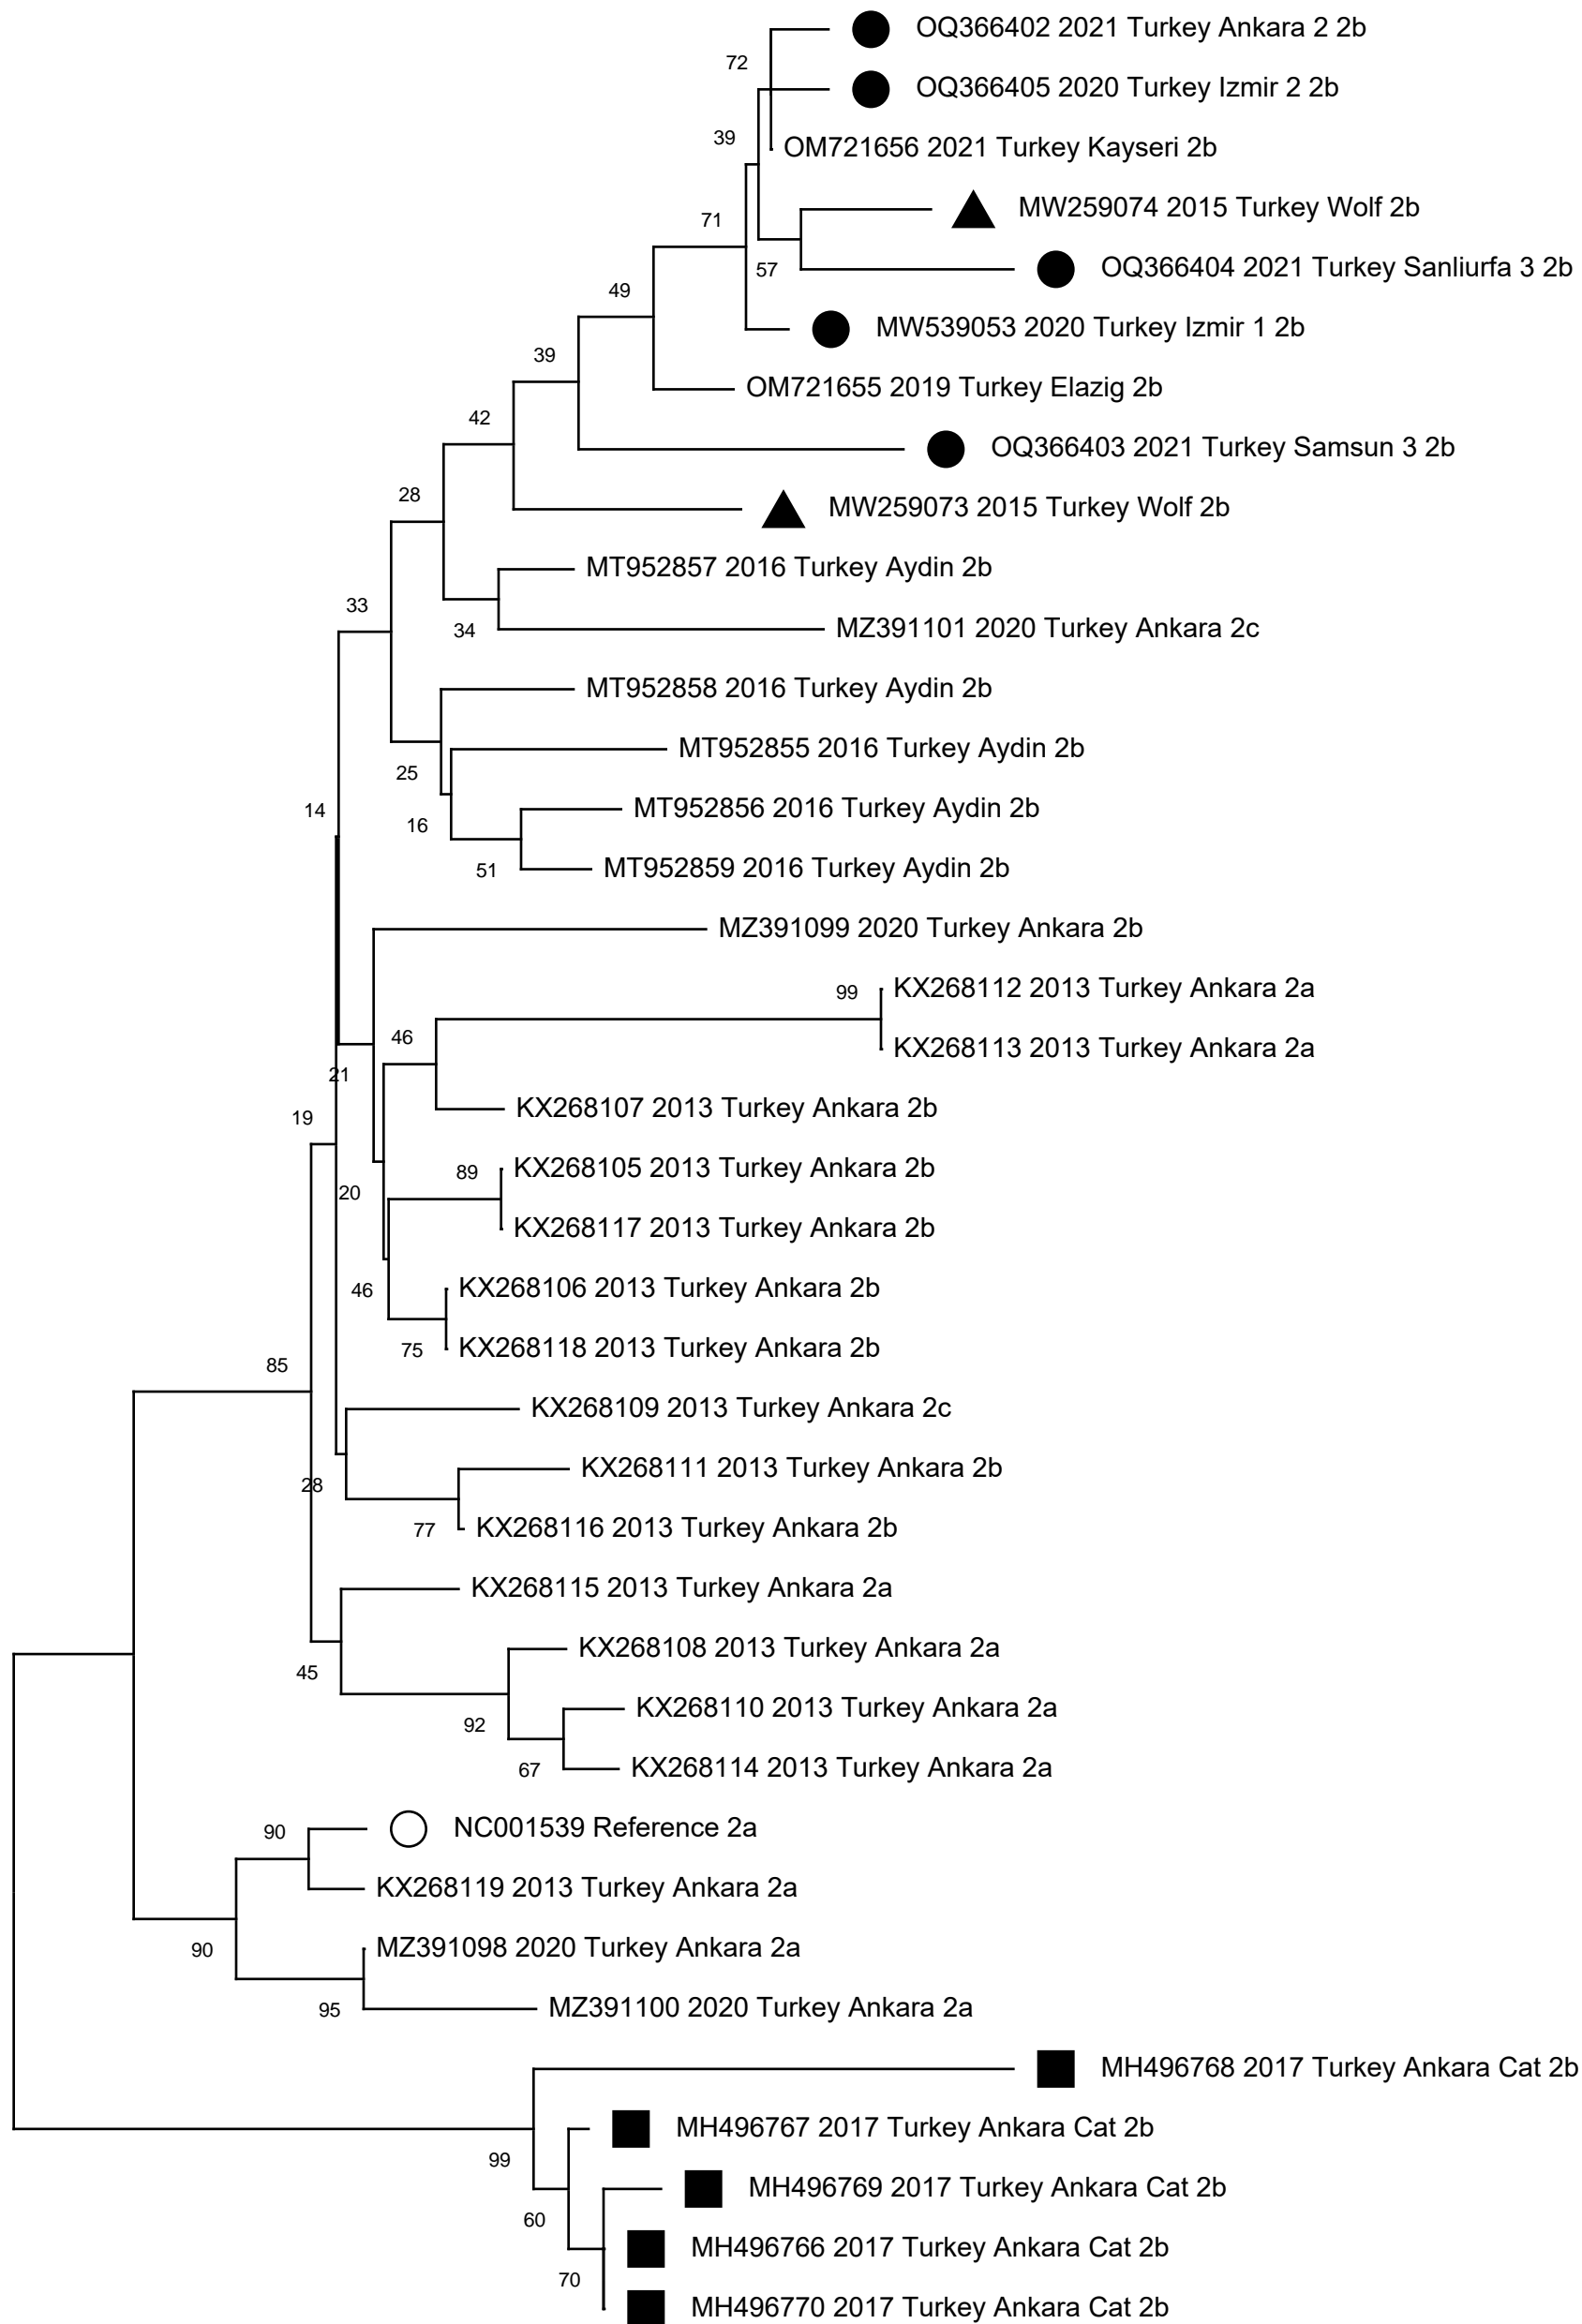 OQ366402 2021 Turkey Ankara 2 2b
72
OQ366405 2020 Turkey Izmir 2 2b
39
OM721656 2021 Turkey Kayseri 2b
MW259074 2015 Turkey Wolf 2b
71
57
OQ366404 2021 Turkey Sanliurfa 3 2b
49
MW539053 2020 Turkey Izmir 1 2b
39
OM721655 2019 Turkey Elazig 2b
42
OQ366403 2021 Turkey Samsun 3 2b
28
MW259073 2015 Turkey Wolf 2b
MT952857 2016 Turkey Aydin 2b
33
34
MZ391101 2020 Turkey Ankara 2c
MT952858 2016 Turkey Aydin 2b
MT952855 2016 Turkey Aydin 2b
25
14
MT952856 2016 Turkey Aydin 2b
16
51
MT952859 2016 Turkey Aydin 2b
MZ391099 2020 Turkey Ankara 2b
99
KX268112 2013 Turkey Ankara 2a
46
KX268113 2013 Turkey Ankara 2a
21
19
KX268107 2013 Turkey Ankara 2b
89
KX268105 2013 Turkey Ankara 2b
20
KX268117 2013 Turkey Ankara 2b
46
KX268106 2013 Turkey Ankara 2b
75
KX268118 2013 Turkey Ankara 2b
85
KX268109 2013 Turkey Ankara 2c
KX268111 2013 Turkey Ankara 2b
28
77
KX268116 2013 Turkey Ankara 2b
KX268115 2013 Turkey Ankara 2a
KX268108 2013 Turkey Ankara 2a
45
KX268110 2013 Turkey Ankara 2a
92
67
KX268114 2013 Turkey Ankara 2a
90
NC001539 Reference 2a
KX268119 2013 Turkey Ankara 2a
90
MZ391098 2020 Turkey Ankara 2a
95
MZ391100 2020 Turkey Ankara 2a
MH496768 2017 Turkey Ankara Cat 2b
MH496767 2017 Turkey Ankara Cat 2b
99
MH496769 2017 Turkey Ankara Cat 2b
60
MH496766 2017 Turkey Ankara Cat 2b
70
MH496770 2017 Turkey Ankara Cat 2b